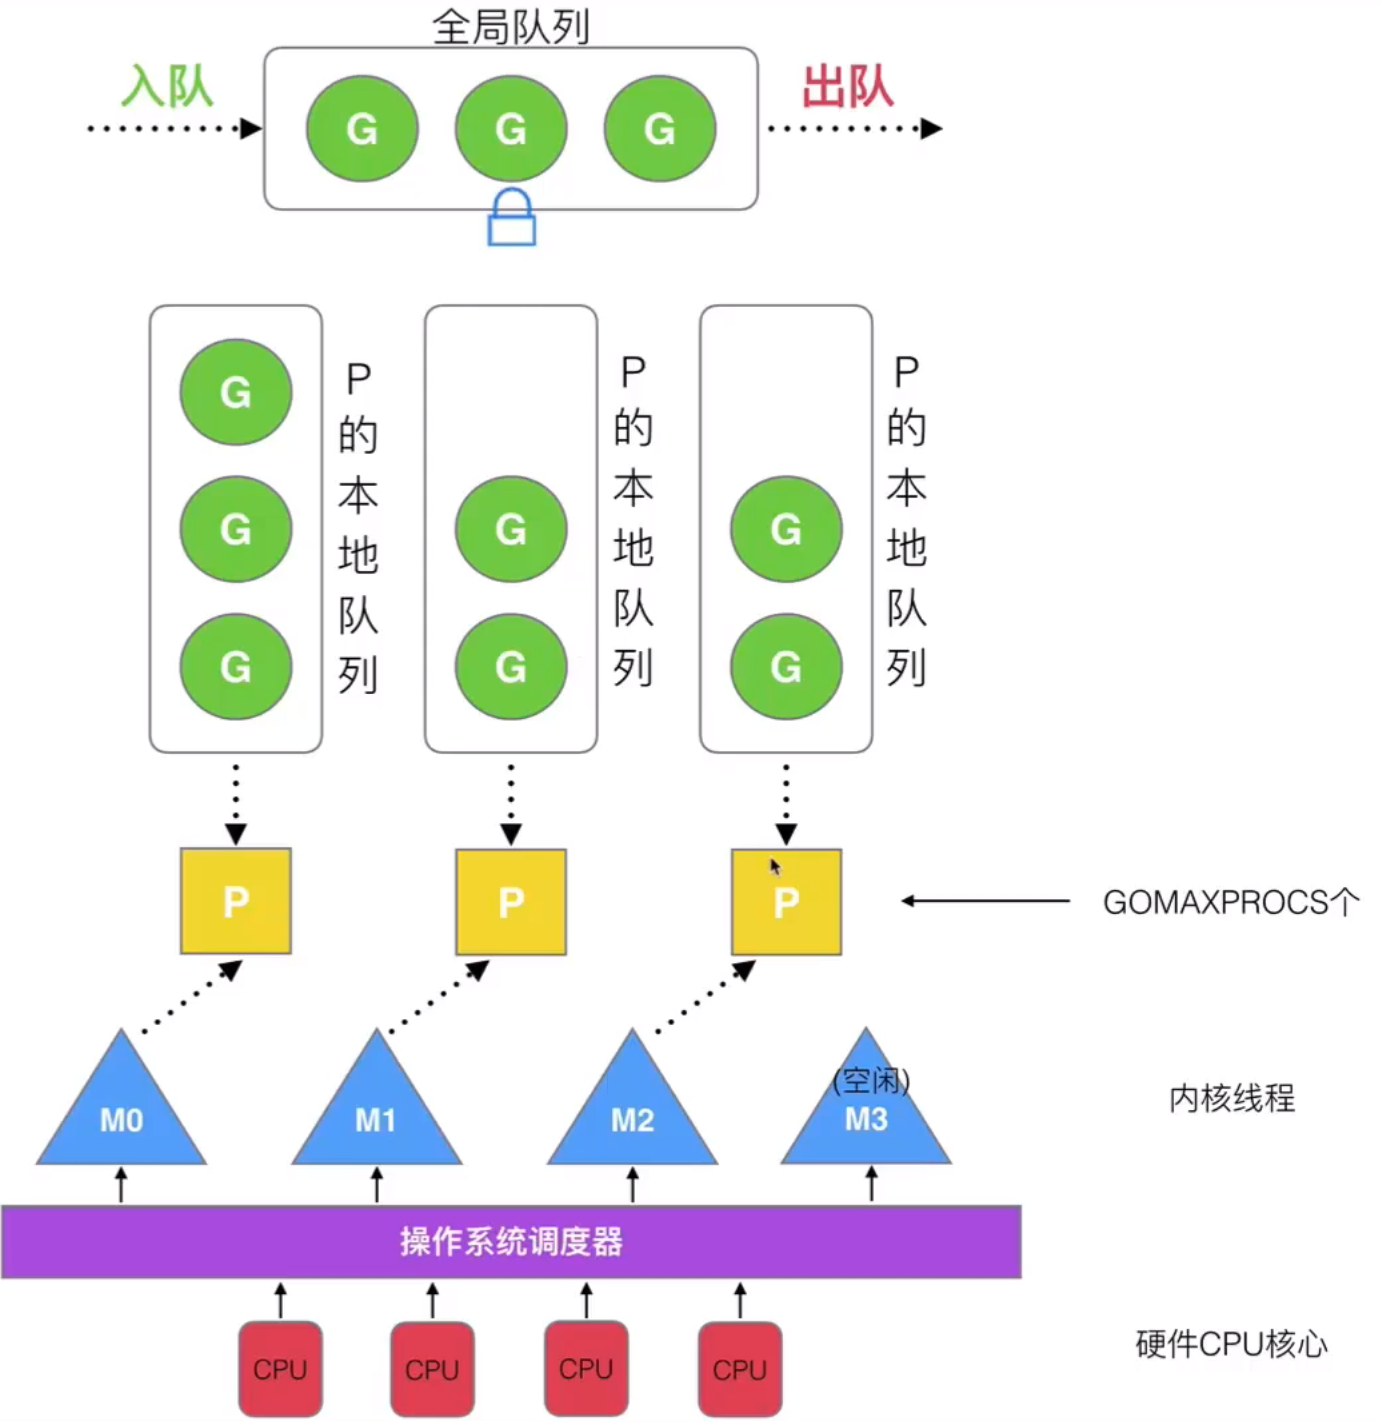 全局队列
入队
出队
G G G
G
G
G
P的本地队列
G
G
P的本地队列
G
G
P的本地队列
P P P
GOMAXPROCS个
M0 M1 M2
(空闲)
M3
内核线程
操作系统调度器
CPU CPU CPU CPU
硬件CPU核心